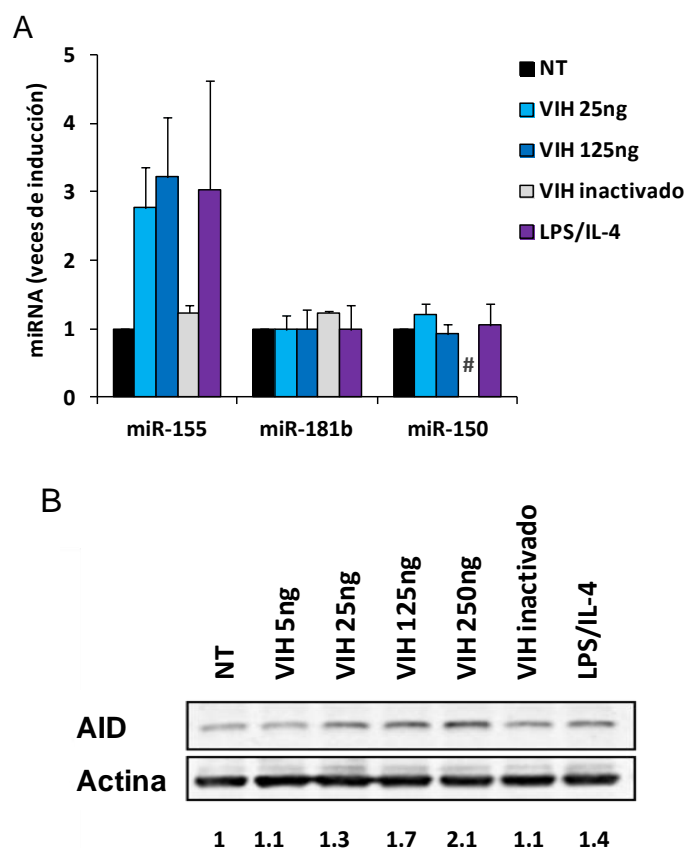 A
miRNA (veces de inducción)
5
4
3
2
1
0
#
miR-155 miR-181b miR-150
NT
VIH 25ng
VIH 125ng
VIH inactivado
LPS/IL-4
B
NT
VIH 5ng
VIH 25ng
VIH 125ng
VIH 250ng
VIH inactivado
LPS/IL-4
AID
Actina
1 1.1 1.3 1.7 2.1 1.1 1.4